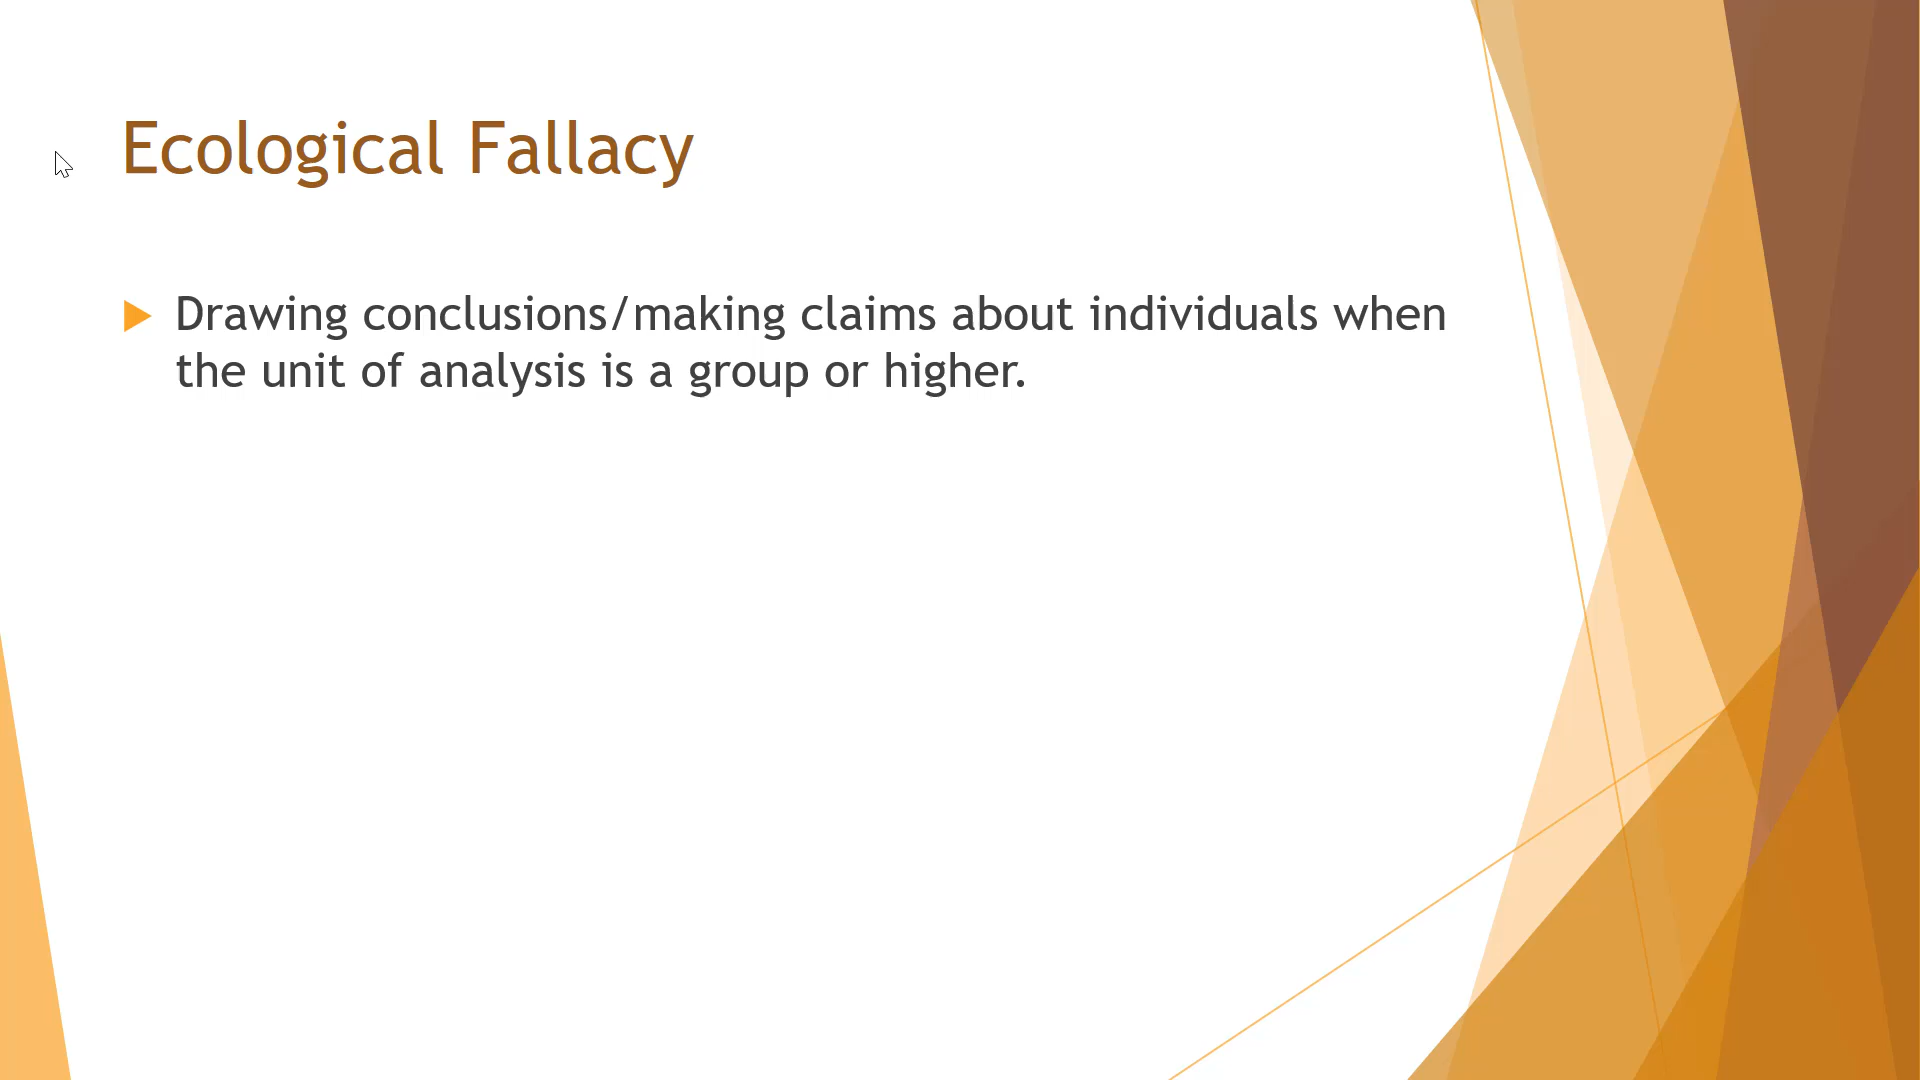 Ecological Fallacy
Drawing conclusions/making claims about individuals when
the unit of analysis is a group or higher.